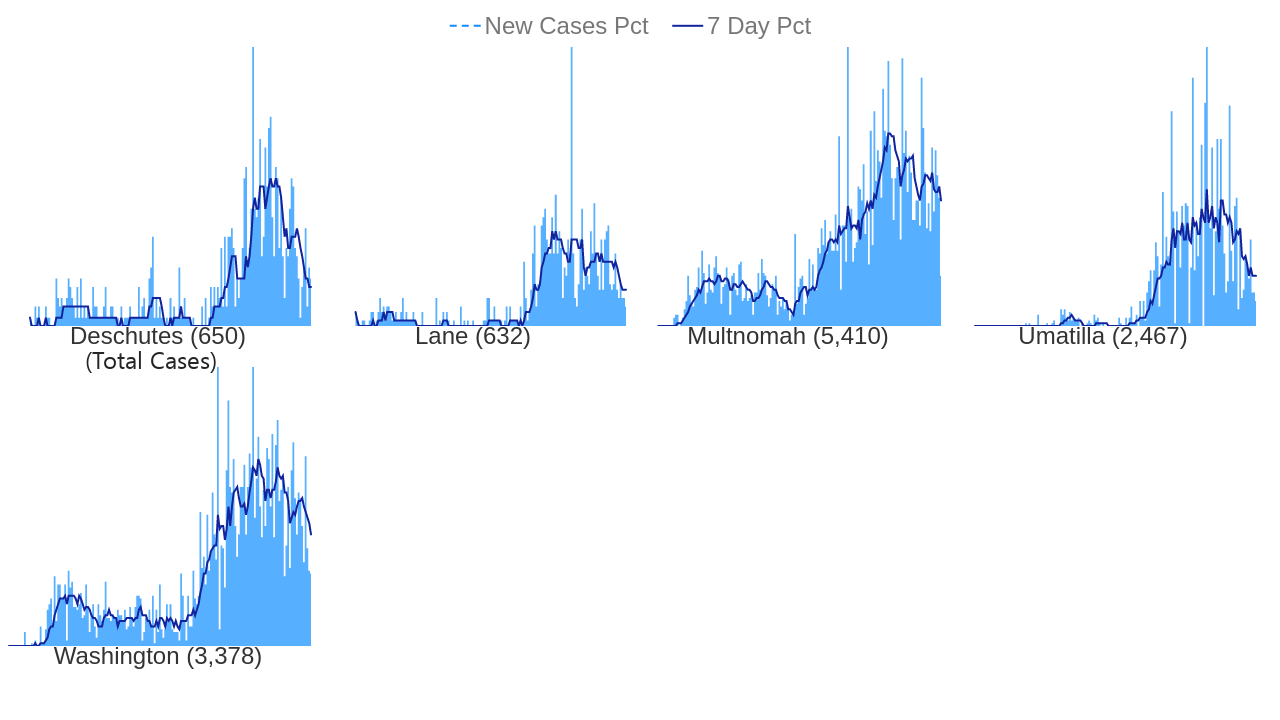 New Cases Pct 7 Day Pct
Deschutes (650) Lane (632) Multnomah (5,410) Umatilla (2,467)
(Total Cases)
Washington (3,378)